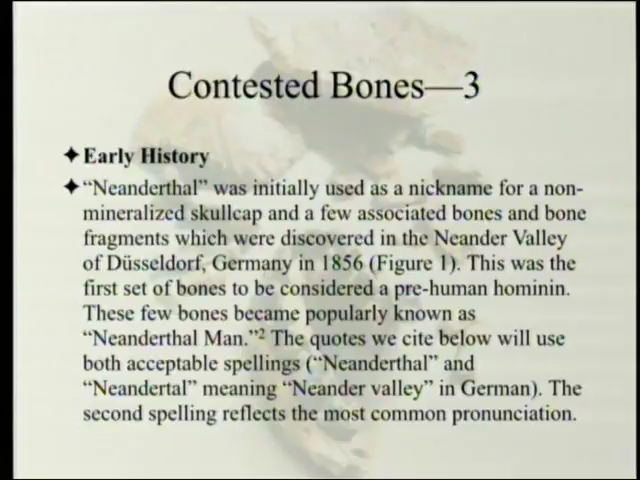 Contested Bones—3
✦Early History
✦“Neanderthal” was initially used as a nickname for a non-
mineralized skullcap and a few associated bones and bone
fragments which were discovered in the Neander Valley
of Düsseldorf, Germany in 1856 (Figure 1). This was the
first set of bones to be considered a pre-human hominin.
These few bones became popularly known as
“Neanderthal Man.”² The quotes we cite below will use
both acceptable spellings (“Neanderthal” and
“Neandertal” meaning “Neander valley” in German). The
second spelling reflects the most common pronunciation.